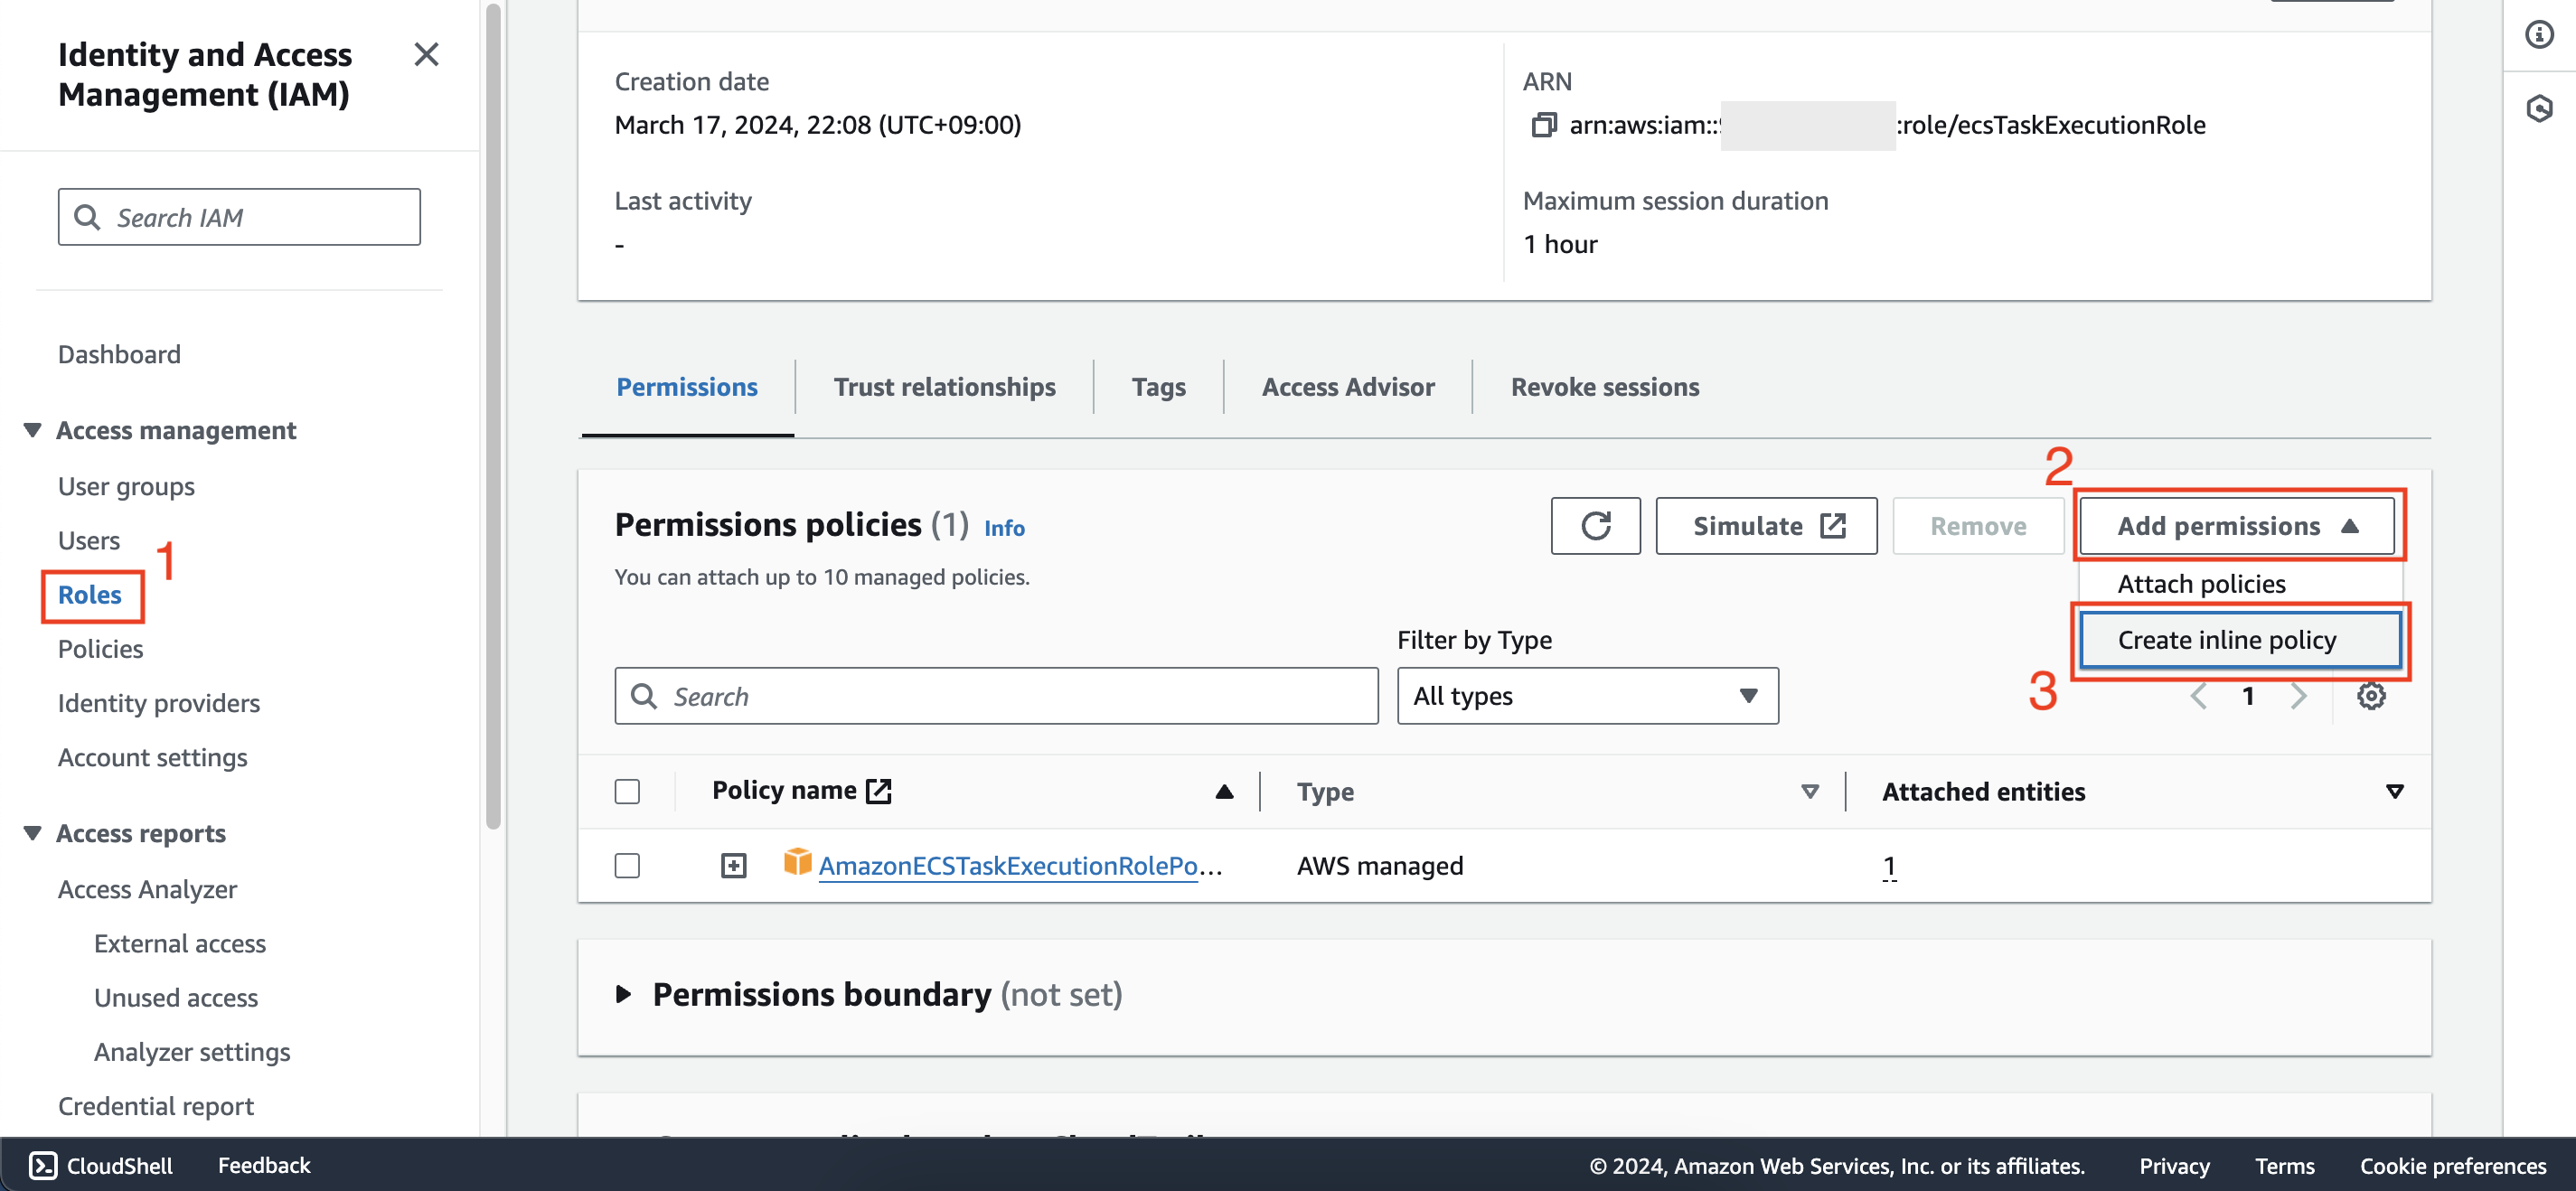 Identity and Access
Management (IAM)
Search IAM
Dashboard
Access management
User groups
Users
1
Roles
Policies
Identity providers
Account settings
Access reports
Access Analyzer
External access
Unused access
Analyzer settings
Credential report
Creation date
March 17, 2024, 22:08 (UTC+09:00)
ARN
arn:aws:iam:: :role/ecsTaskExecutionRole
Last activity
-
Maximum session duration
1 hour
Permissions
Trust relationships
Tags
Access Advisor
Revoke sessions
Permissions policies (1) Info
You can attach up to 10 managed policies.
Simulate
Remove
2
Add permissions
Attach policies
Create inline policy
3
Filter by Type
Search
All types
1
Policy name
Type
Attached entities
AmazonECSTaskExecutionRolePo...
AWS managed
1
Permissions boundary (not set)
CloudShell
Feedback
© 2024, Amazon Web Services, Inc. or its affiliates.
Privacy
Terms
Cookie preferences